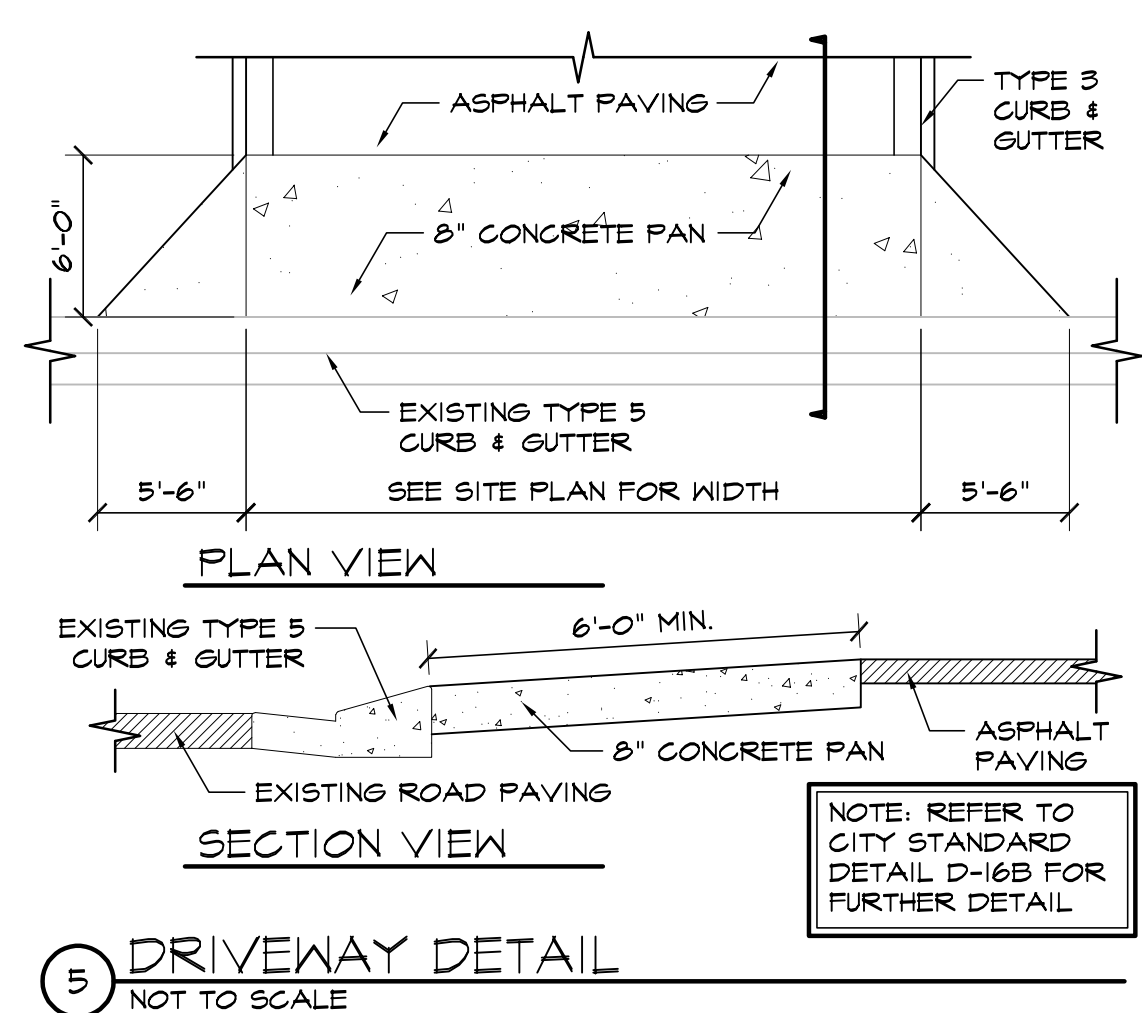 ASPHALT PAVING
TYPE 3
CURB &
GUTTER
6'-0"
8" CONCRETE PAN
EXISTING TYPE 5
CURB & GUTTER
5'-6"
SEE SITE PLAN FOR WIDTH
5'-6"
PLAN VIEW
EXISTING TYPE 5
CURB & GUTTER
6'-0" MIN.
8" CONCRETE PAN
ASPHALT
PAVING
EXISTING ROAD PAVING
SECTION VIEW
NOTE: REFER TO
CITY STANDARD
DETAIL D-16B FOR
FURTHER DETAIL
5
DRIVEWAY DETAIL
NOT TO SCALE